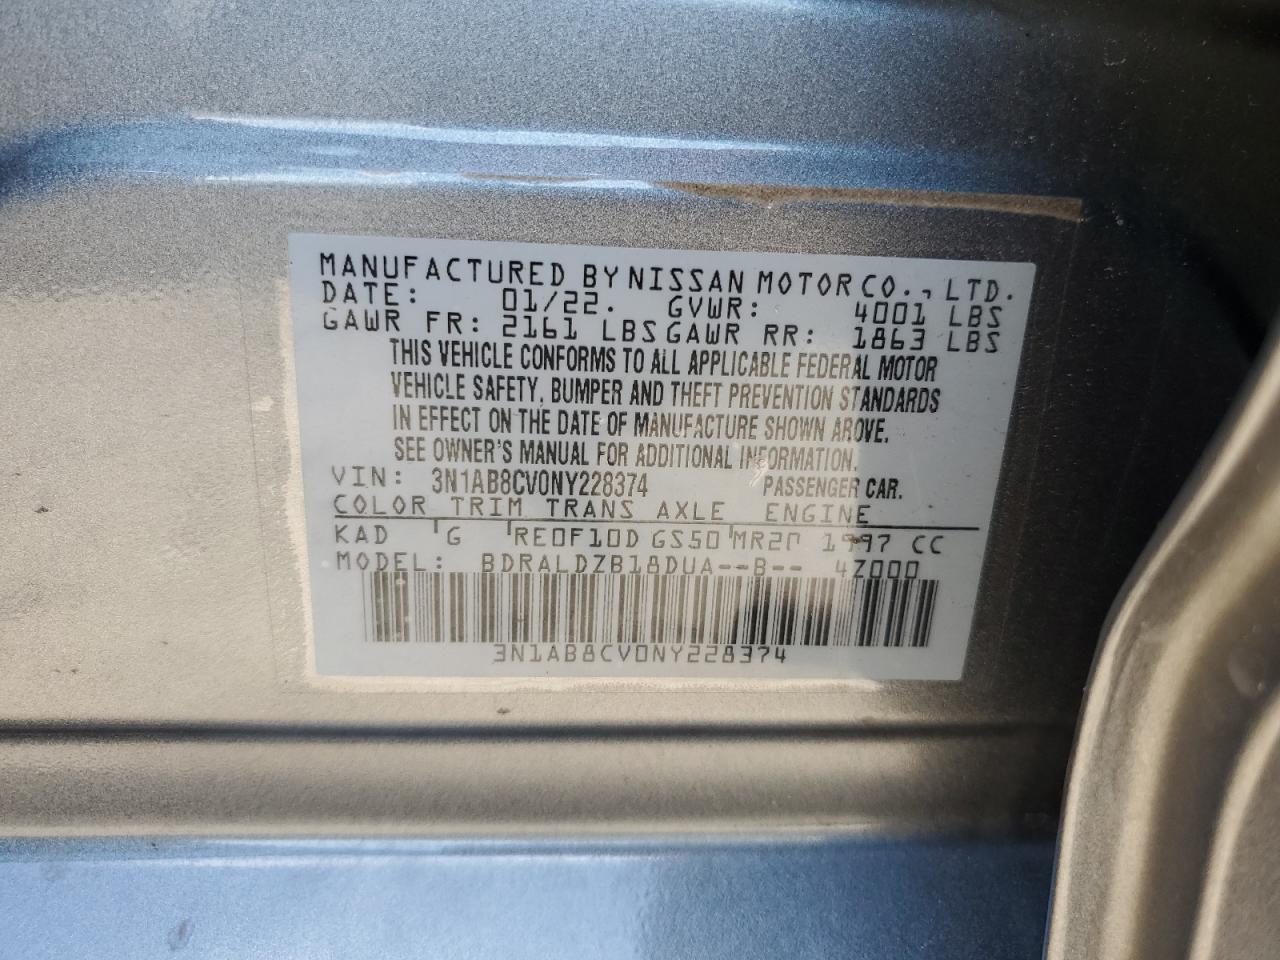 MANUFACTURED BY NISSAN MOTOR CO., LTD.
DATE: 01/22. GVWR: 4001 LBS
GAWR FR: 2161 LBS GAWR RR: 1863 LBS
THIS VEHICLE CONFORMS TO ALL APPLICABLE FEDERAL MOTOR
VEHICLE SAFETY, BUMPER AND THEFT PREVENTION STANDARDS
IN EFFECT ON THE DATE OF MANUFACTURE SHOWN ABOVE.
SEE OWNER'S MANUAL FOR ADDITIONAL INFORMATION.
VIN: 3N1AB8CV0NY228374 PASSENGER CAR.
COLOR TRIM TRANS AXLE ENGINE
KAD G RE0F10D GS50 1997 CC
MODEL: BDRALDZB18DUA--B-- 4Z000
3N1AB8CV0NY228374